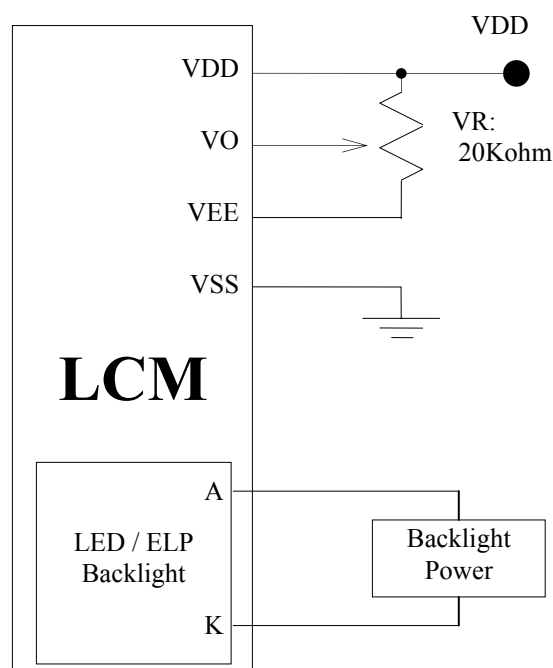 VDD
VDD
VR:
VO
20Kohm
VEE
VSS
LCM
A
LED / ELP
Backlight
Backlight
Power
K